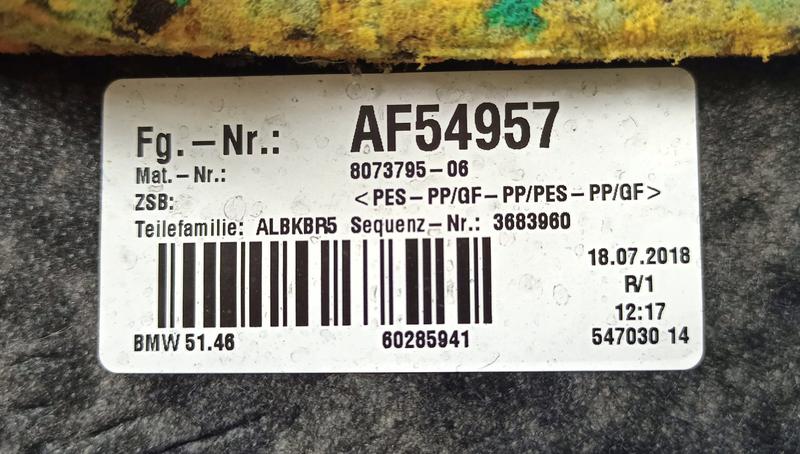 Fg.-Nr.: AF54957
Mat.-Nr.: 8073795-06
ZSB: <PES-PP/GF-PP/PES-PP/GF>
Teilefamilie: ALBKBR5 Sequenz-Nr.: 3683960
18.07.2018
R/1
12:17
BMW 51.46 60285941 547030 14